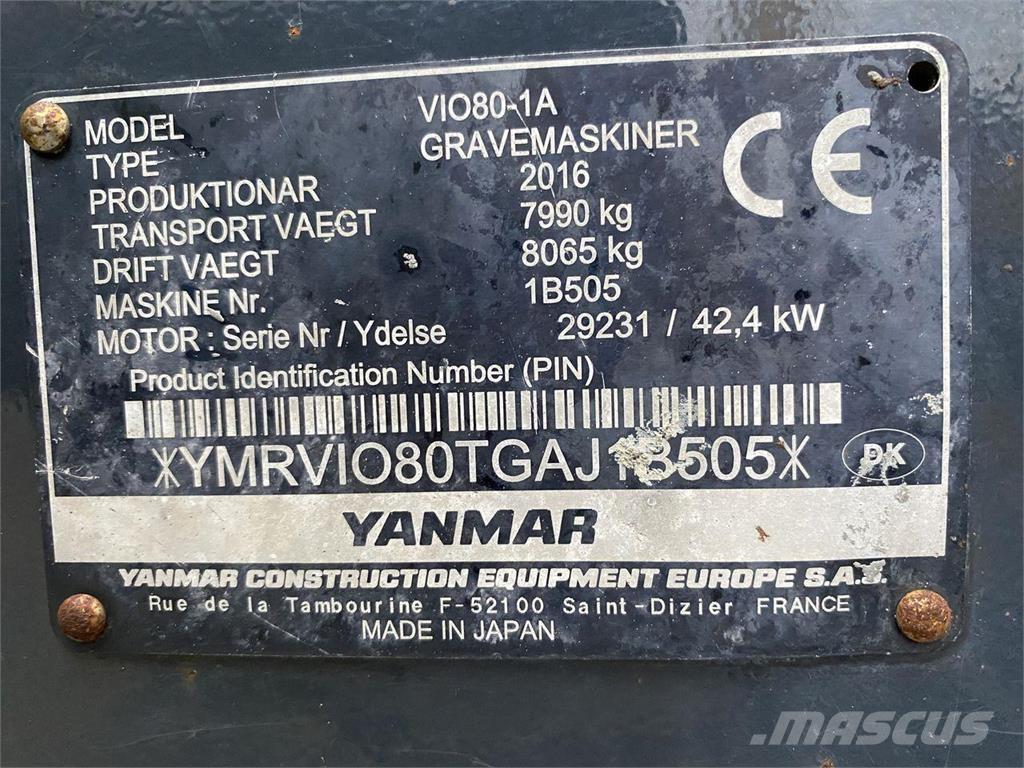 MODEL VIO80-1A
TYPE GRAVEMASKINER
PRODUKTIONAR 2016
TRANSPORT VAEGT 7990 kg
DRIFT VAEGT 8065 kg
MASKINE Nr. 1B505
MOTOR : Serie Nr / Ydelse 29231 / 42,4 kW
CE
Product Identification Number (PIN)
*YMRVIO80TGAJ1B505*
DK
YANMAR
YANMAR CONSTRUCTION EQUIPMENT EUROPE S.A.S.
Rue de la Tambourine F-52100 Saint-Dizier FRANCE
MADE IN JAPAN
MASCUS